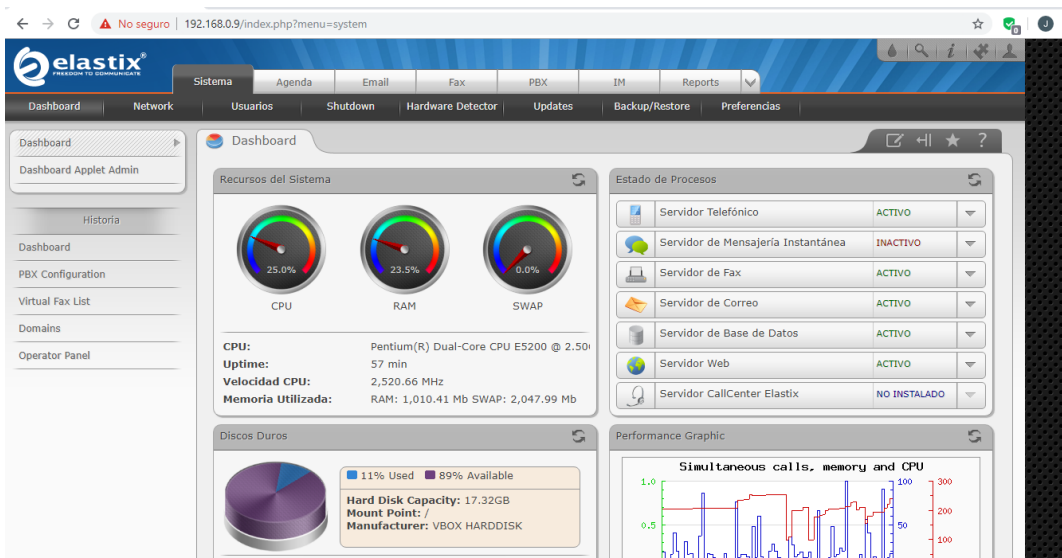 No seguro | 192.168.0.9/index.php?menu=system
J
elastix®
FREEDOM TO COMMUNICATE
Sistema Agenda Email Fax PBX IM Reports
Dashboard Network Usuarios Shutdown Hardware Detector Updates Backup/Restore Preferencias
Dashboard
Dashboard Applet Admin
Historia
Dashboard
PBX Configuration
Virtual Fax List
Domains
Operator Panel
Dashboard
?
Recursos del Sistema
25.0% 23.5% 0.0%
CPU RAM SWAP
CPU: Pentium(R) Dual-Core CPU E5200 @ 2.50
Uptime: 57 min
Velocidad CPU: 2,520.66 MHz
Memoria Utilizada: RAM: 1,010.41 Mb SWAP: 2,047.99 Mb
Estado de Procesos
Servidor Telefónico ACTIVO
Servidor de Mensajería Instantánea INACTIVO
Servidor de Fax ACTIVO
Servidor de Correo ACTIVO
Servidor de Base de Datos ACTIVO
Servidor Web ACTIVO
Servidor CallCenter Elastix NO INSTALADO
Discos Duros
11% Used 89% Available
Hard Disk Capacity: 17.32GB
Mount Point: /
Manufacturer: VBOX HARDDISK
Performance Graphic
Simultaneous calls, memory and CPU
1.0 100 300
200
0.5 50
100